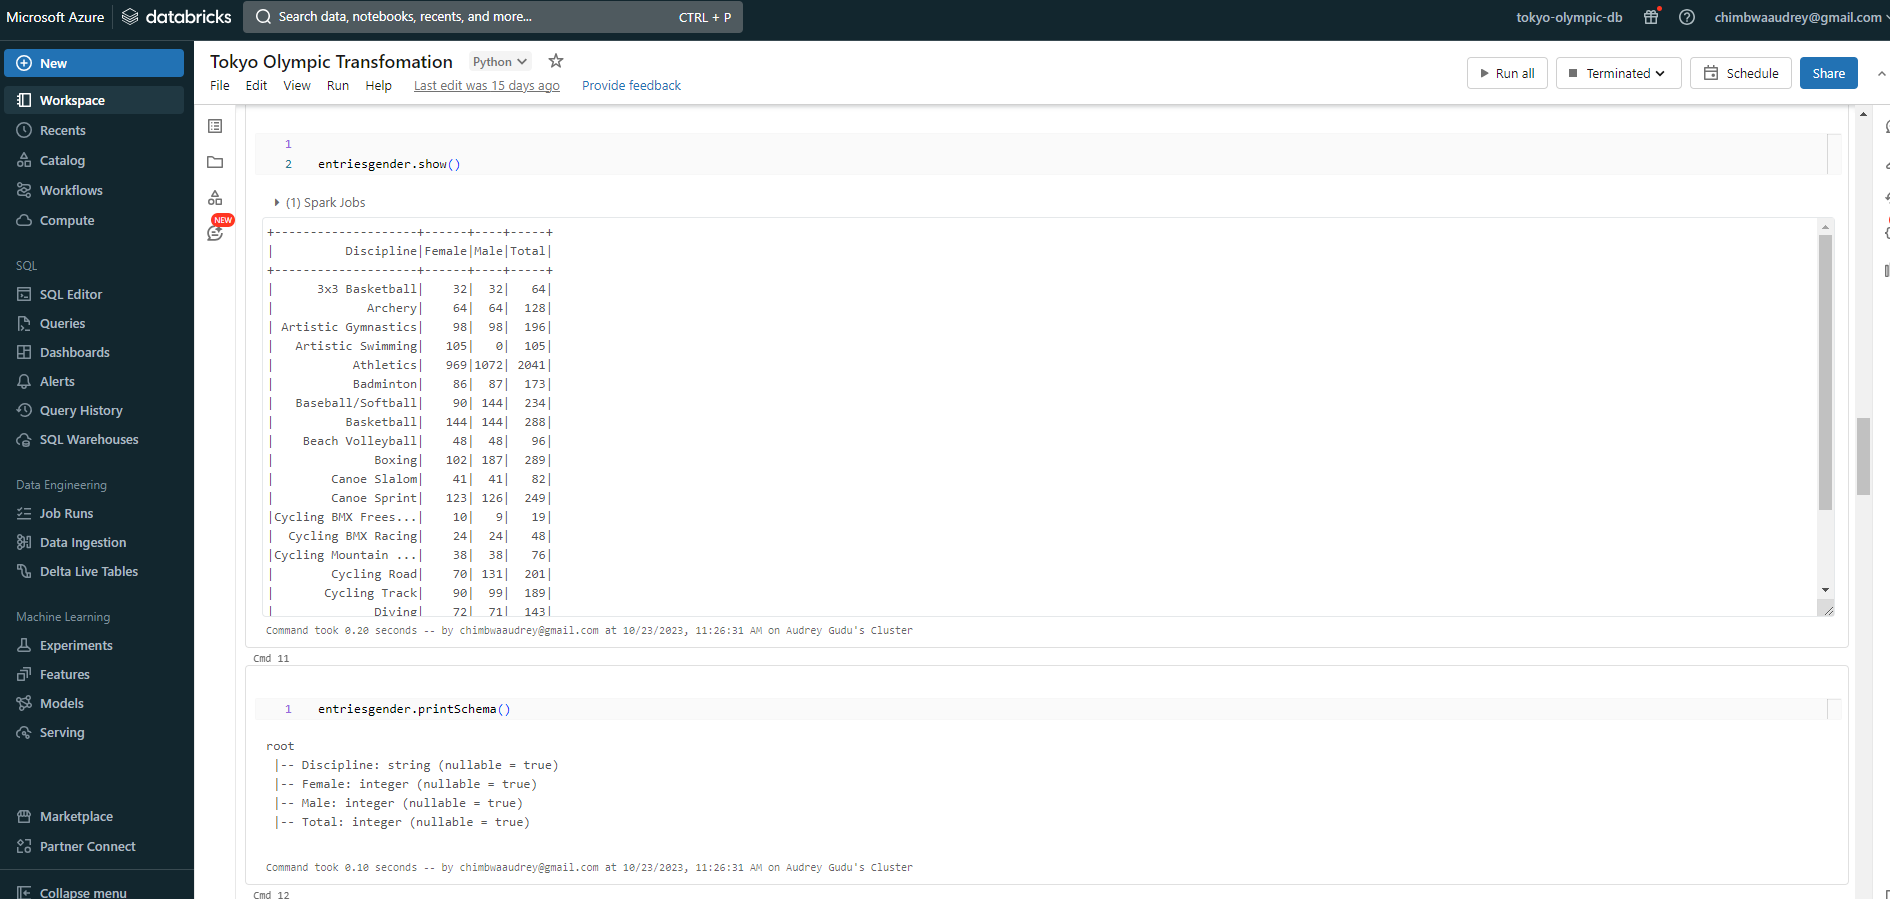 Microsoft Azure databricks Search data, notebooks, recents, and more... CTRL + P tokyo-olympic-db chimbwaaudrey@gmail.com
New
Workspace
Recents
Catalog
Workflows
Compute
SQL
SQL Editor
Queries
Dashboards
Alerts
Query History
SQL Warehouses
Data Engineering
Job Runs
Data Ingestion
Delta Live Tables
Machine Learning
Experiments
Features
Models
Serving
Marketplace
Partner Connect
Collapse menu
Tokyo Olympic Transfomation Python
File Edit View Run Help Last edit was 15 days ago Provide feedback
Run all Terminated Schedule Share
NEW
1
2 entriesgender.show()
(1) Spark Jobs
+--------------------+------+----+-----+
|          Discipline|Female|Male|Total|
+--------------------+------+----+-----+
|      3x3 Basketball|    32|  32|   64|
|             Archery|    64|  64|  128|
| Artistic Gymnastics|    98|  98|  196|
|   Artistic Swimming|   105|   0|  105|
|           Athletics|   969|1072| 2041|
|           Badminton|    86|  87|  173|
|   Baseball/Softball|    90| 144|  234|
|          Basketball|   144| 144|  288|
|    Beach Volleyball|    48|  48|   96|
|              Boxing|   102| 187|  289|
|        Canoe Slalom|    41|  41|   82|
|        Canoe Sprint|   123| 126|  249|
|Cycling BMX Frees...|    10|   9|   19|
|  Cycling BMX Racing|    24|  24|   48|
|Cycling Mountain ...|    38|  38|   76|
|        Cycling Road|    70| 131|  201|
|       Cycling Track|    90|  99|  189|
|              Diving|    72|  71|  143|
Command took 0.20 seconds -- by chimbwaaudrey@gmail.com at 10/23/2023, 11:26:31 AM on Audrey Gudu's Cluster
Cmd 11
1 entriesgender.printSchema()
root
|-- Discipline: string (nullable = true)
|-- Female: integer (nullable = true)
|-- Male: integer (nullable = true)
|-- Total: integer (nullable = true)
Command took 0.10 seconds -- by chimbwaaudrey@gmail.com at 10/23/2023, 11:26:31 AM on Audrey Gudu's Cluster
Cmd 12